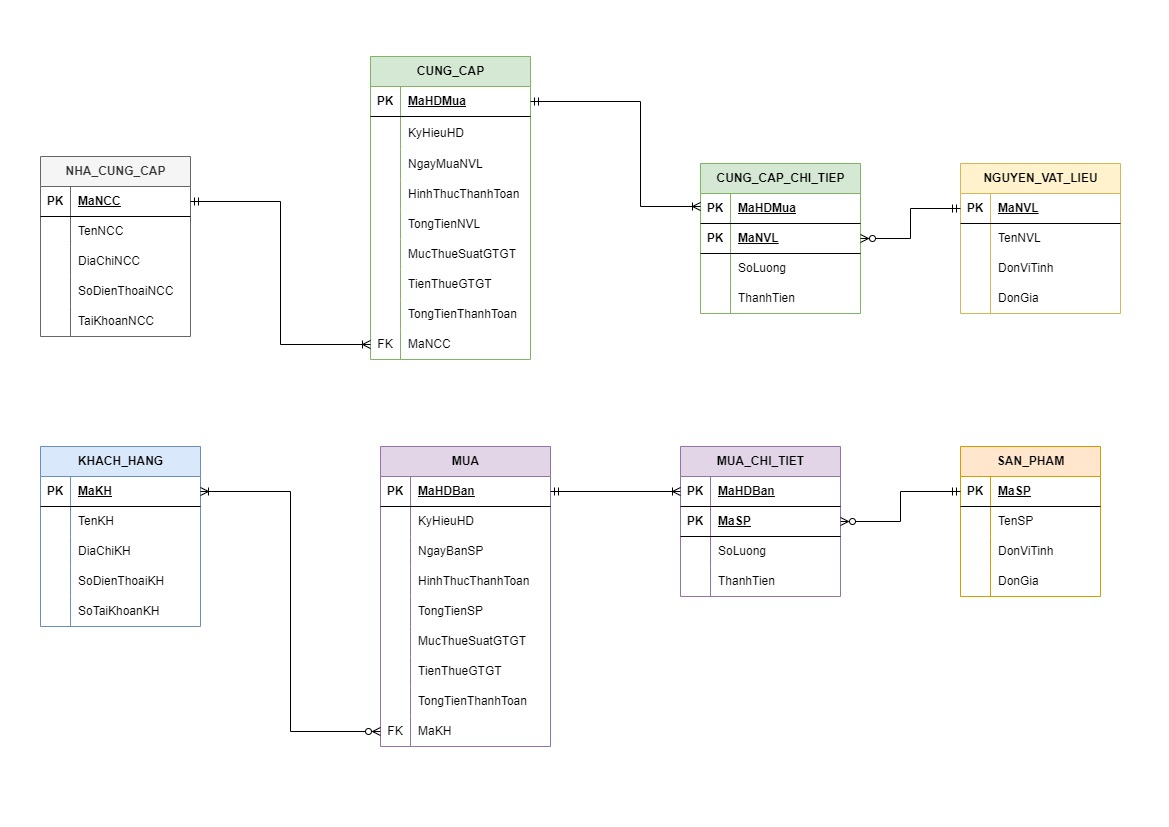 CUNG_CAP
PK MaHDMua
KyHieuHD
NgayMuaNVL
HinhThucThanhToan
TongTienNVL
MucThueSuatGTGT
TienThueGTGT
TongTienThanhToan
FK MaNCC
NHA_CUNG_CAP
PK MaNCC
TenNCC
DiaChiNCC
SoDienThoaiNCC
TaiKhoanNCC
CUNG_CAP_CHI_TIEP
PK MaHDMua
PK MaNVL
SoLuong
ThanhTien
NGUYEN_VAT_LIEU
PK MaNVL
TenNVL
DonViTinh
DonGia
KHACH_HANG
PK MaKH
TenKH
DiaChiKH
SoDienThoaiKH
SoTaiKhoanKH
MUA
PK MaHDBan
KyHieuHD
NgayBanSP
HinhThucThanhToan
TongTienSP
MucThueSuatGTGT
TienThueGTGT
TongTienThanhToan
FK MaKH
MUA_CHI_TIET
PK MaHDBan
PK MaSP
SoLuong
ThanhTien
SAN_PHAM
PK MaSP
TenSP
DonViTinh
DonGia